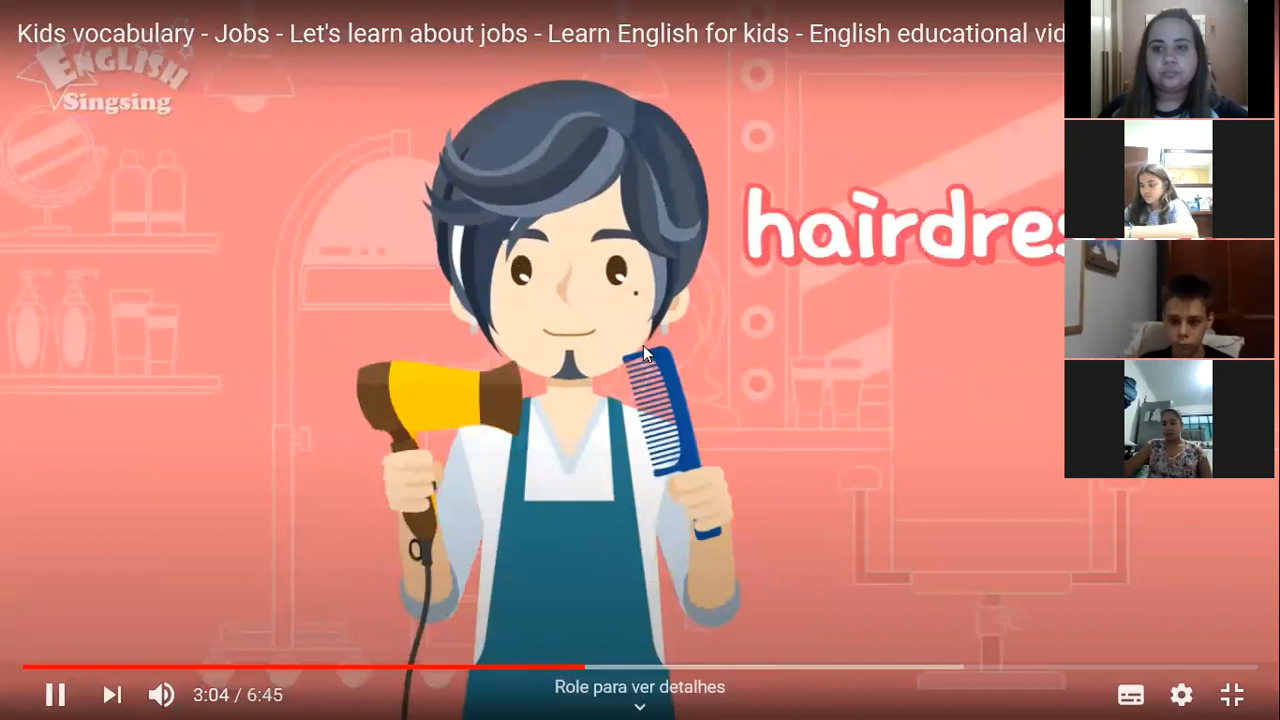 Kids vocabulary - Jobs - Let's learn about jobs - Learn English for kids - English educational vid
ENGLISH
Singsing
hairdres
3:04 / 6:45
Role para ver detalhes